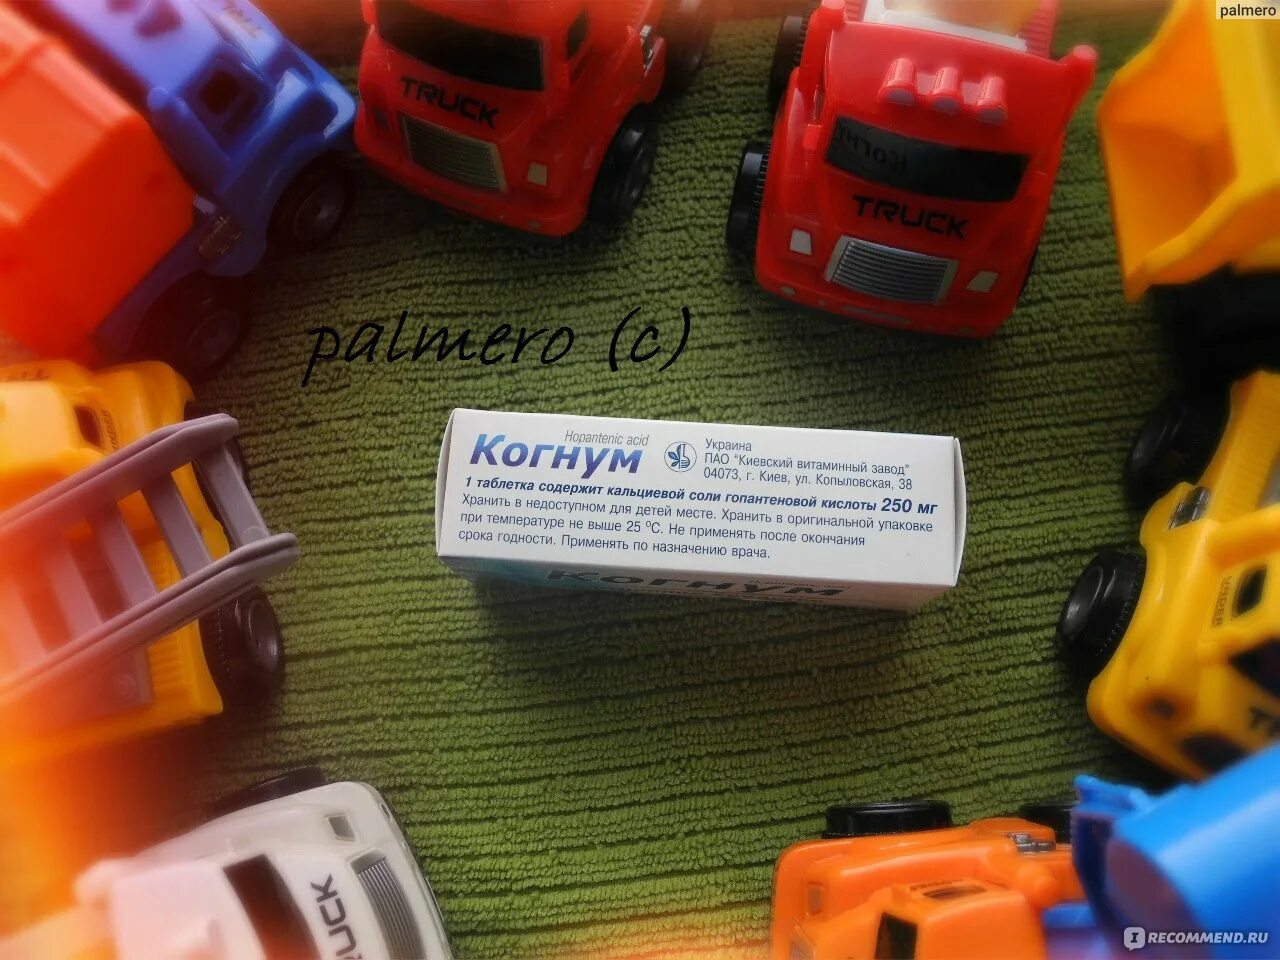 palmero
TRUCK
TRUCK
palmero (c)
Hopantenic acid
Когнум
Украина
ПАО "Киевский витаминный завод"
04073, г. Киев, ул. Копыловская, 38
1 таблетка содержит кальциевой соли гопантеновой кислоты 250 мг
Хранить в недоступном для детей месте. Хранить в оригинальной упаковке
при температуре не выше 25 °С. Не применять после окончания
срока годности. Применять по назначению врача.
Когнум
RUCK
IRECOMMEND.RU